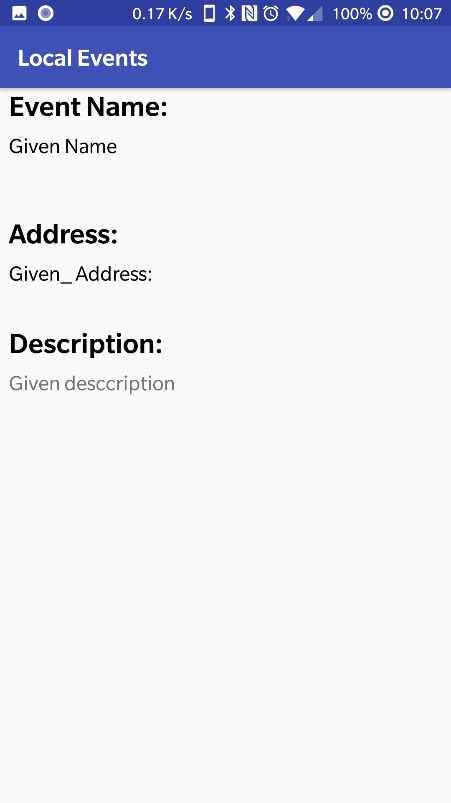 0.17 K/s 100% 10:07
Local Events
Event Name:
Given Name
Address:
Given_ Address:
Description:
Given desccription